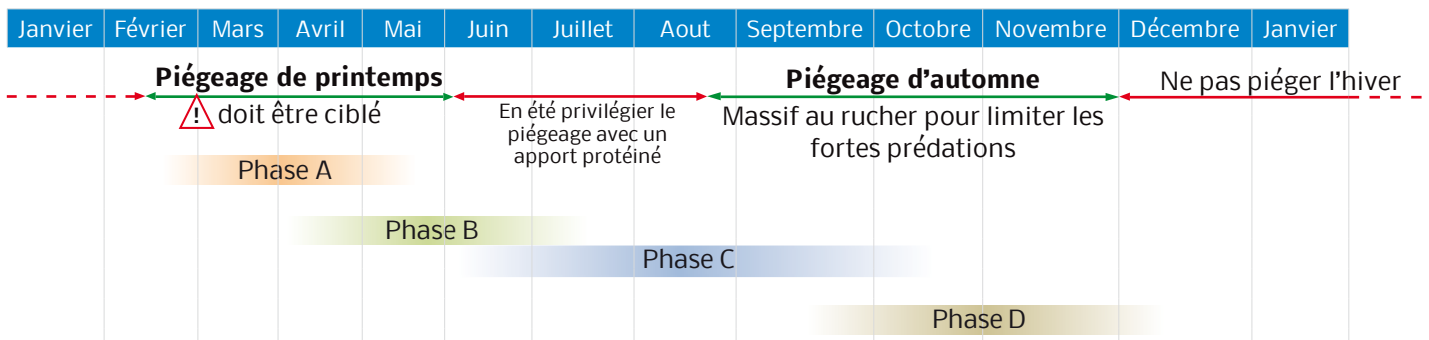 Janvier Février Mars Avril Mai Juin Juillet Aout Septembre Octobre Novembre Décembre Janvier
Piégeage de printemps
! doit être ciblé
En été privilégier le
piégeage avec un
apport protéiné
Piégeage d'automne
Massif au rucher pour limiter les
fortes prédations
Ne pas piéger l'hiver
Phase A
Phase B
Phase C
Phase D